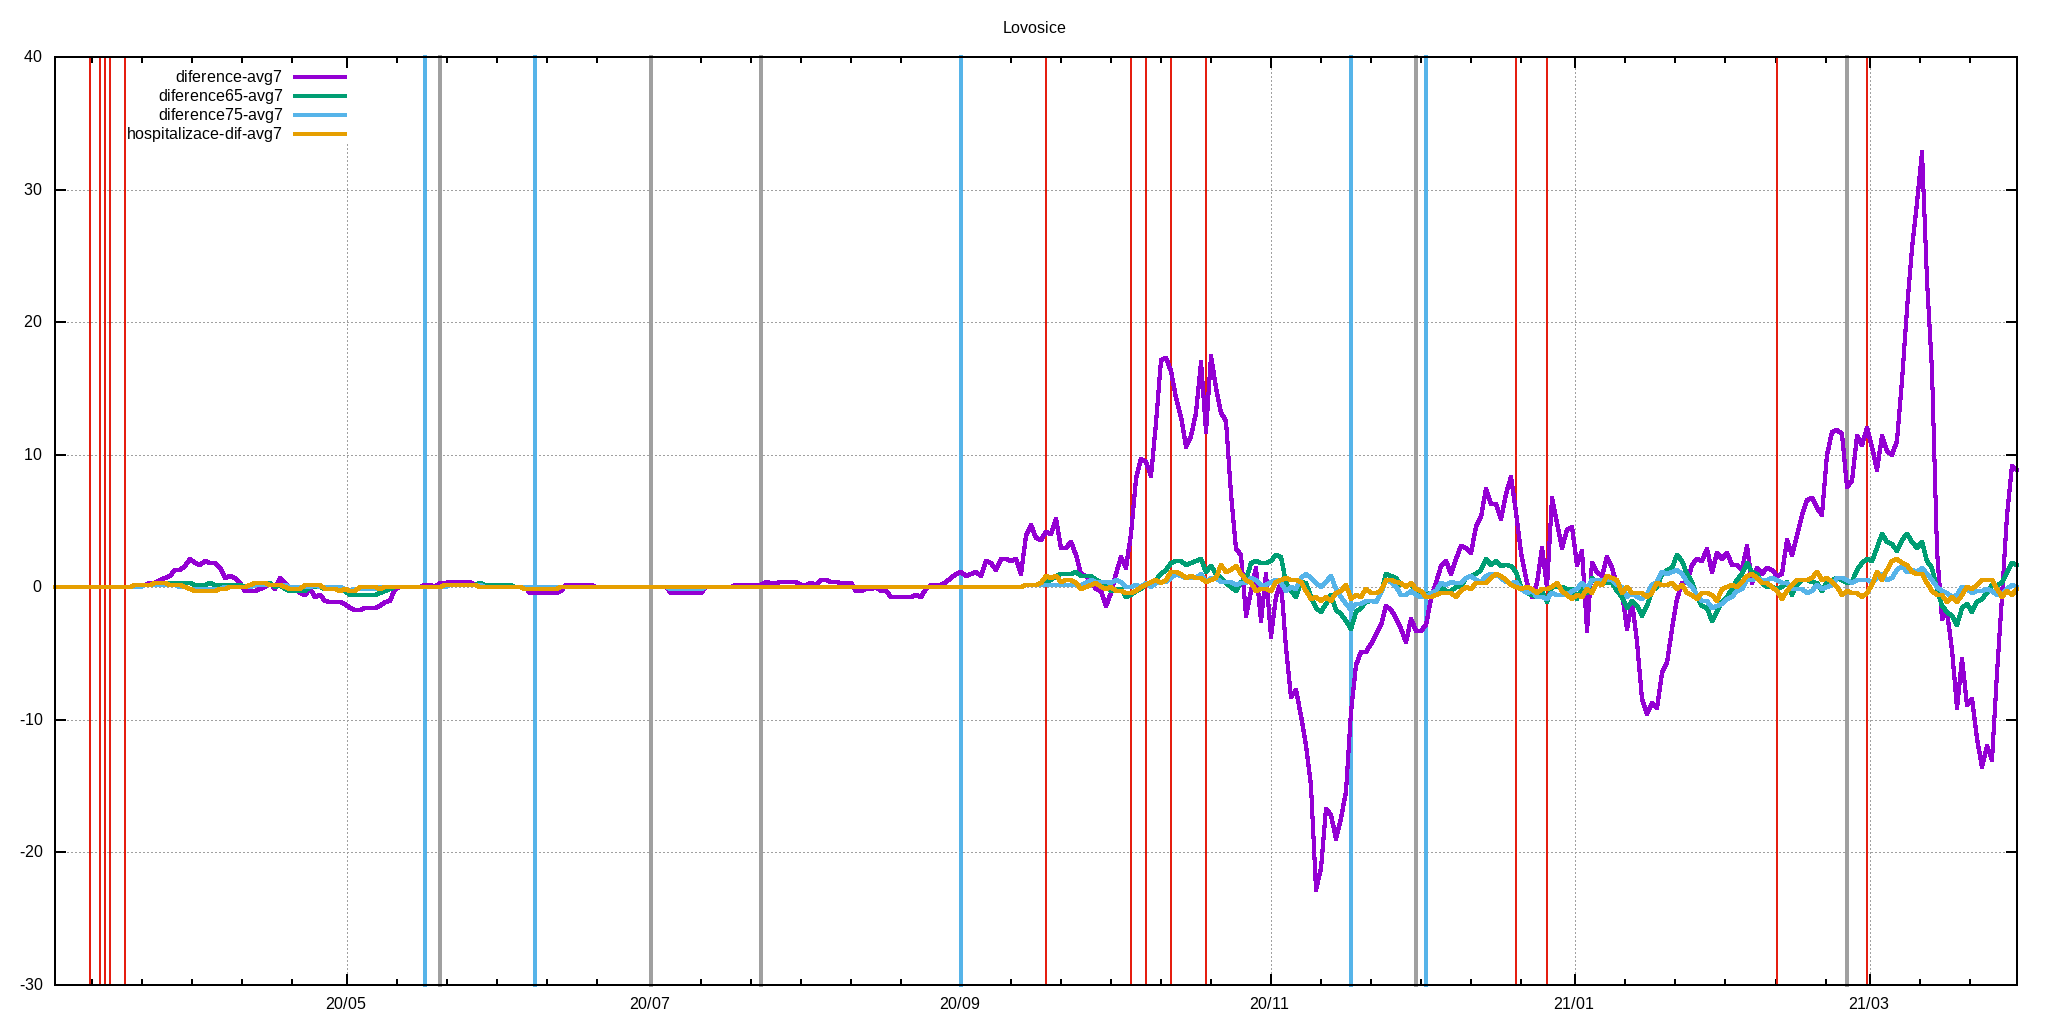 Lovosice
40
diference-avg7
diference65-avg7
diference75-avg7
hospitalizace-dif-avg7
30
20
10
0
-10
-20
-30
20/05 20/07 20/09 20/11 21/01 21/03